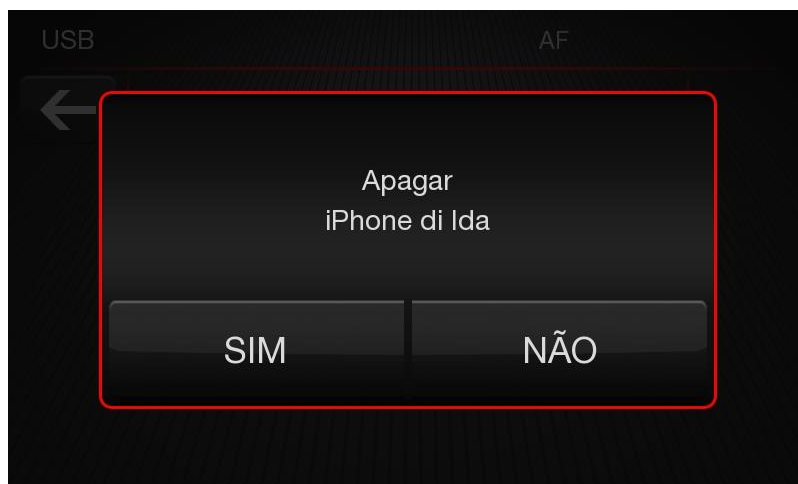 USB
AF
Apagar
iPhone di Ida
SIM
NÃO